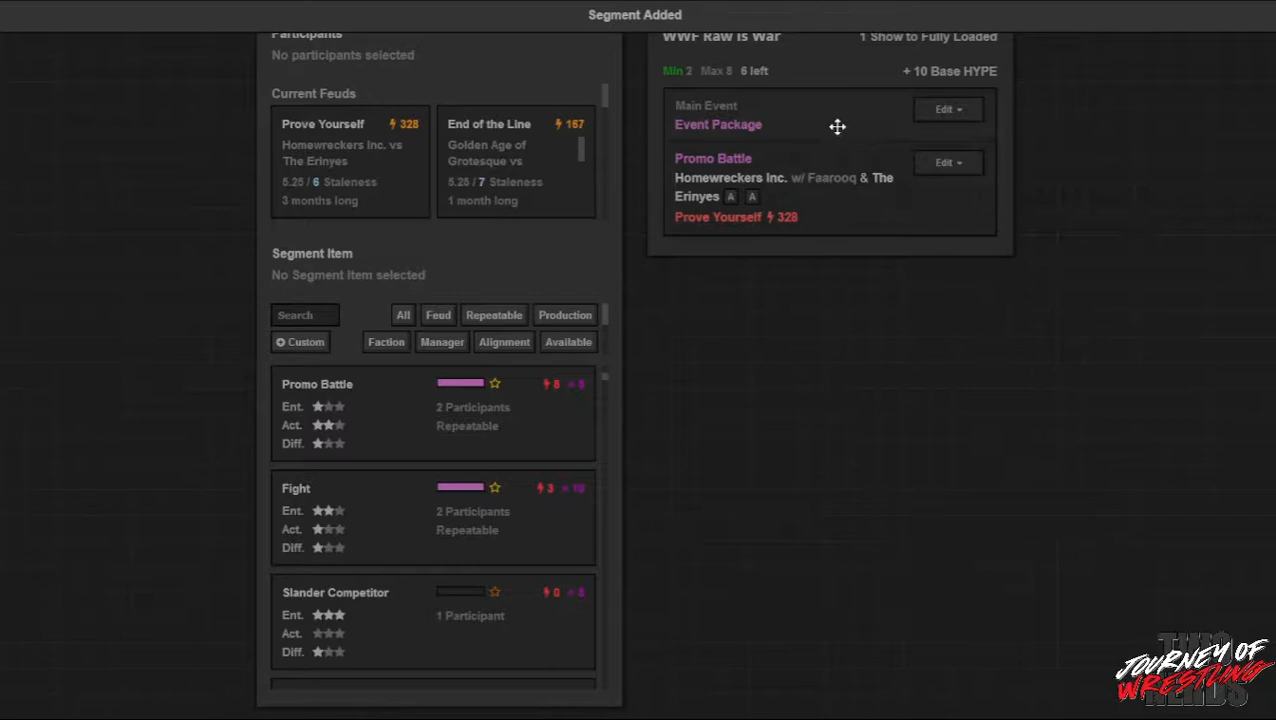 Segment Added
Participants
No participants selected
Current Feuds
Prove Yourself 328
Homewreckers Inc. vs
The Erinyes
5.25 / 6 Staleness
3 months long
End of the Line 167
Golden Age of
Grotesque vs
5.25 / 7 Staleness
1 month long
Segment Item
No Segment Item selected
Search All Feud Repeatable Production
Custom Faction Manager Alignment Available
Promo Battle 8
Ent. 2 Participants
Act. Repeatable
Diff.
Fight 3 10
Ent. 2 Participants
Act. Repeatable
Diff.
Slander Competitor 0 8
Ent. 1 Participant
Act.
Diff.
WWF Raw Is War 1 Show to Fully Loaded
Min 2 Max 8 6 left + 10 Base HYPE
Main Event Edit
Event Package
Promo Battle Edit
Homewreckers Inc. w/ Faarooq & The
Erinyes A A
Prove Yourself 328
JOURNEY OF
WRESTLING